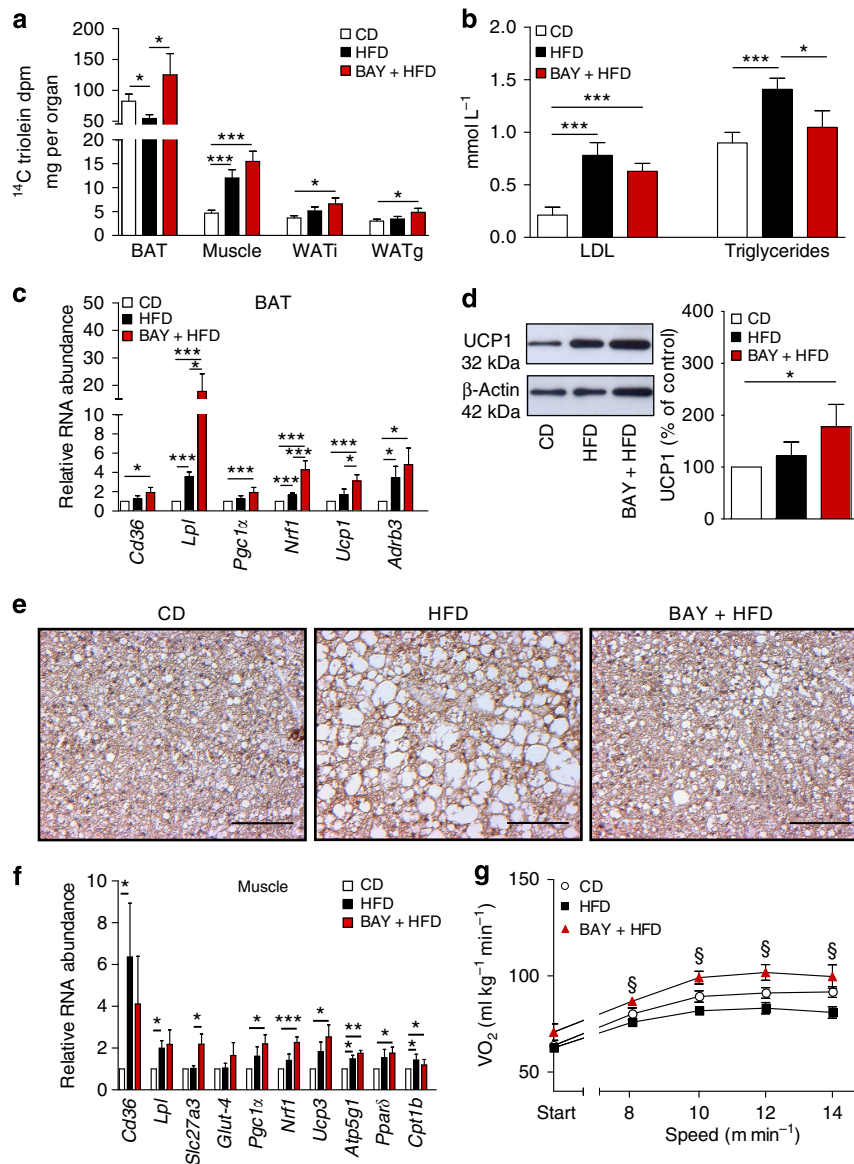 a
¹⁴C triolein dpm
mg per organ
150
100
50
20
15
10
5
0
CD
HFD
BAY + HFD
* * *** *** * *
BAT Muscle WATi WATg
b
mmol L⁻¹
2.0
1.5
1.0
0.5
0.0
CD
HFD
BAY + HFD
*** *** *** *
LDL Triglycerides
c
BAT
Relative RNA abundance
50
40
30
20
10
8
6
4
2
0
CD
HFD
BAY + HFD
* *** * *** *** *** *** *** *** * * *
Cd36 Lpl Pgc1α Nrf1 Ucp1 Adrb3
d
UCP1
32 kDa
β-Actin
42 kDa
CD HFD BAY + HFD
UCP1 (% of control)
400
300
200
100
0
CD
HFD
BAY + HFD
*
e
CD HFD BAY + HFD
f
Muscle
Relative RNA abundance
10
8
6
4
2
0
CD
HFD
BAY + HFD
* * * * *** * ** * * * *
Cd36 Lpl Slc27a3 Glut-4 Pgc1α Nrf1 Ucp3 Atp5g1 Pparδ Cpt1b
g
VO₂ (ml kg⁻¹ min⁻¹)
150
100
50
CD
HFD
BAY + HFD
§ § § §
Start 8 10 12 14
Speed (m min⁻¹)